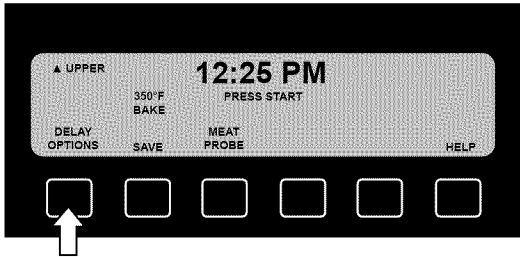 ▲ UPPER
12:25 PM
350°F
BAKE
PRESS START
DELAY
OPTIONS
SAVE
MEAT
PROBE
HELP